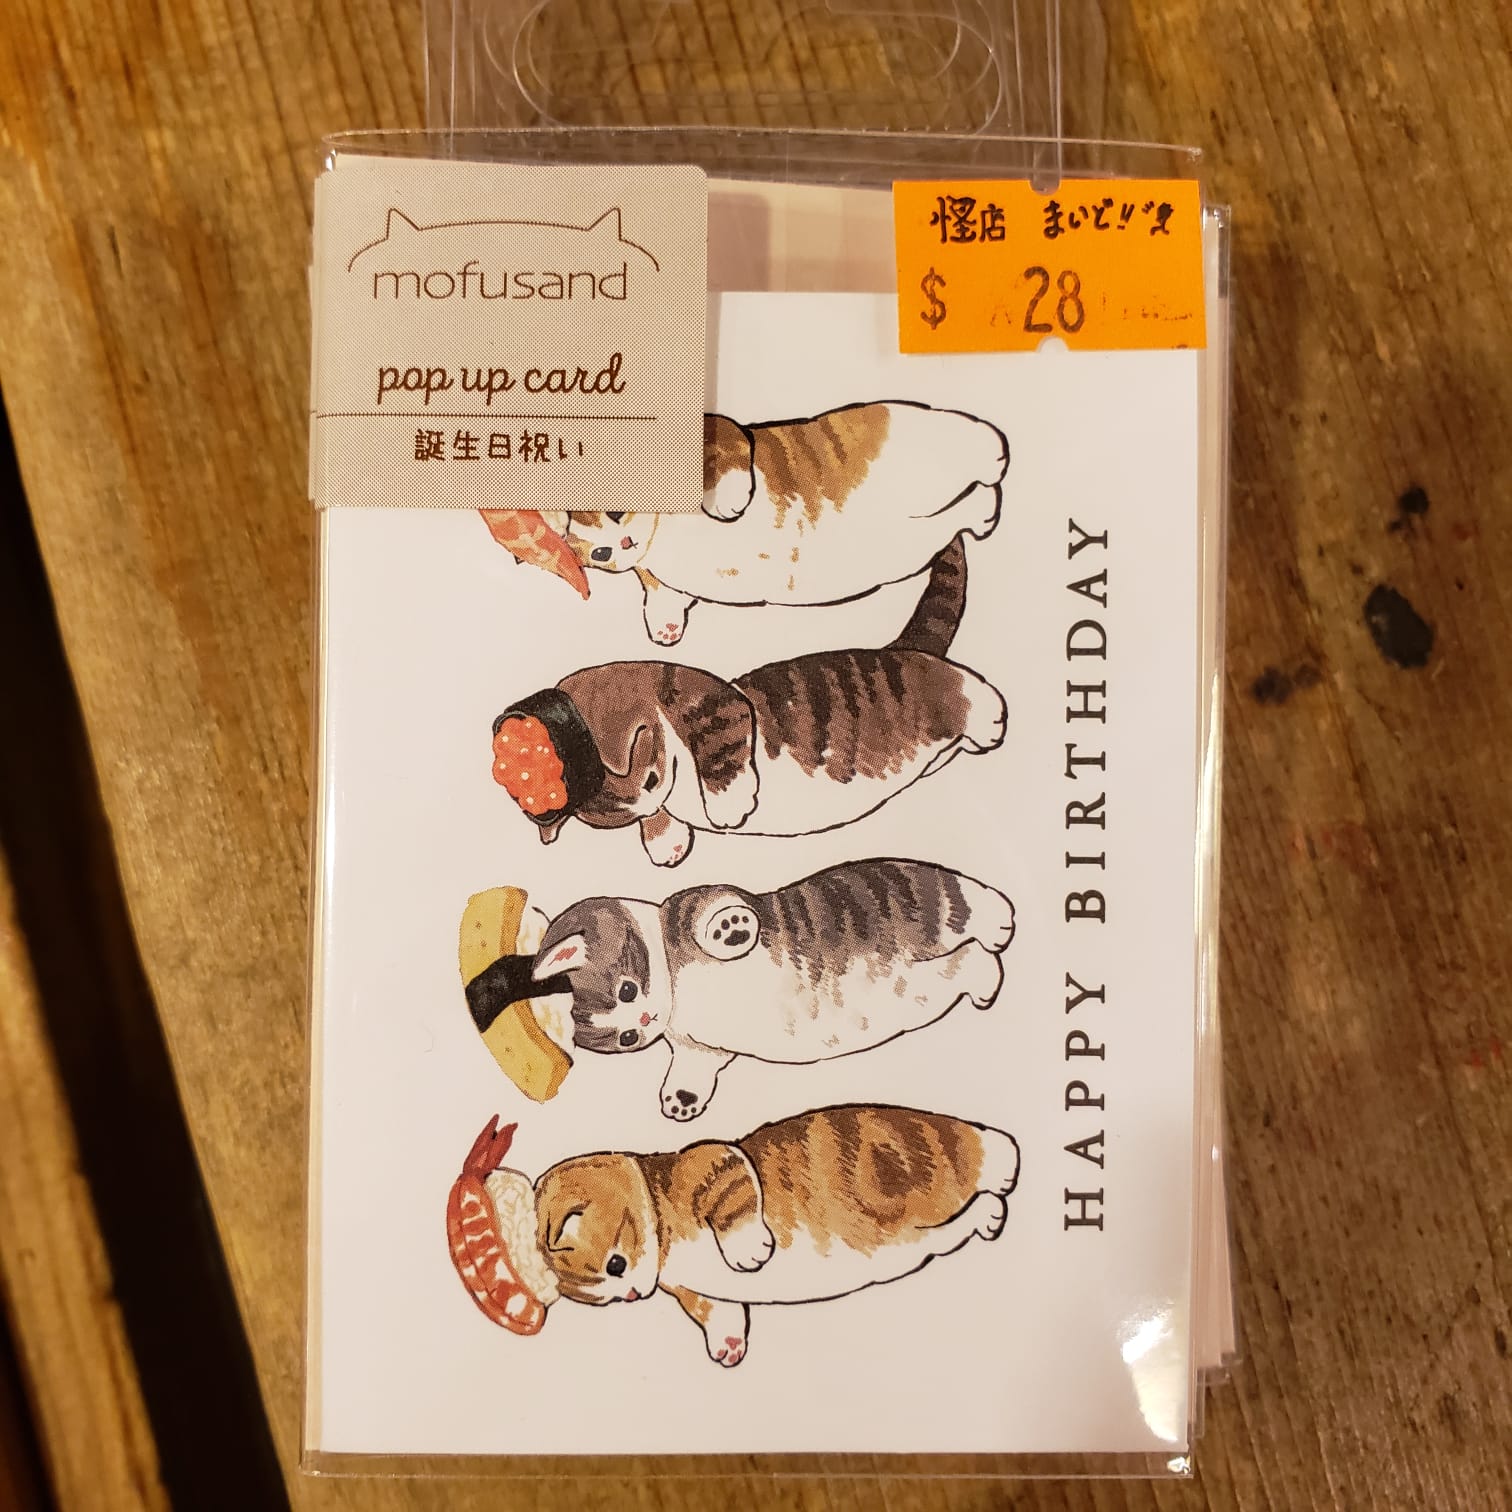 mofusand
pop up card
誕生日祝い
怪店 まいど!!
$ 28
HAPPY BIRTHDAY